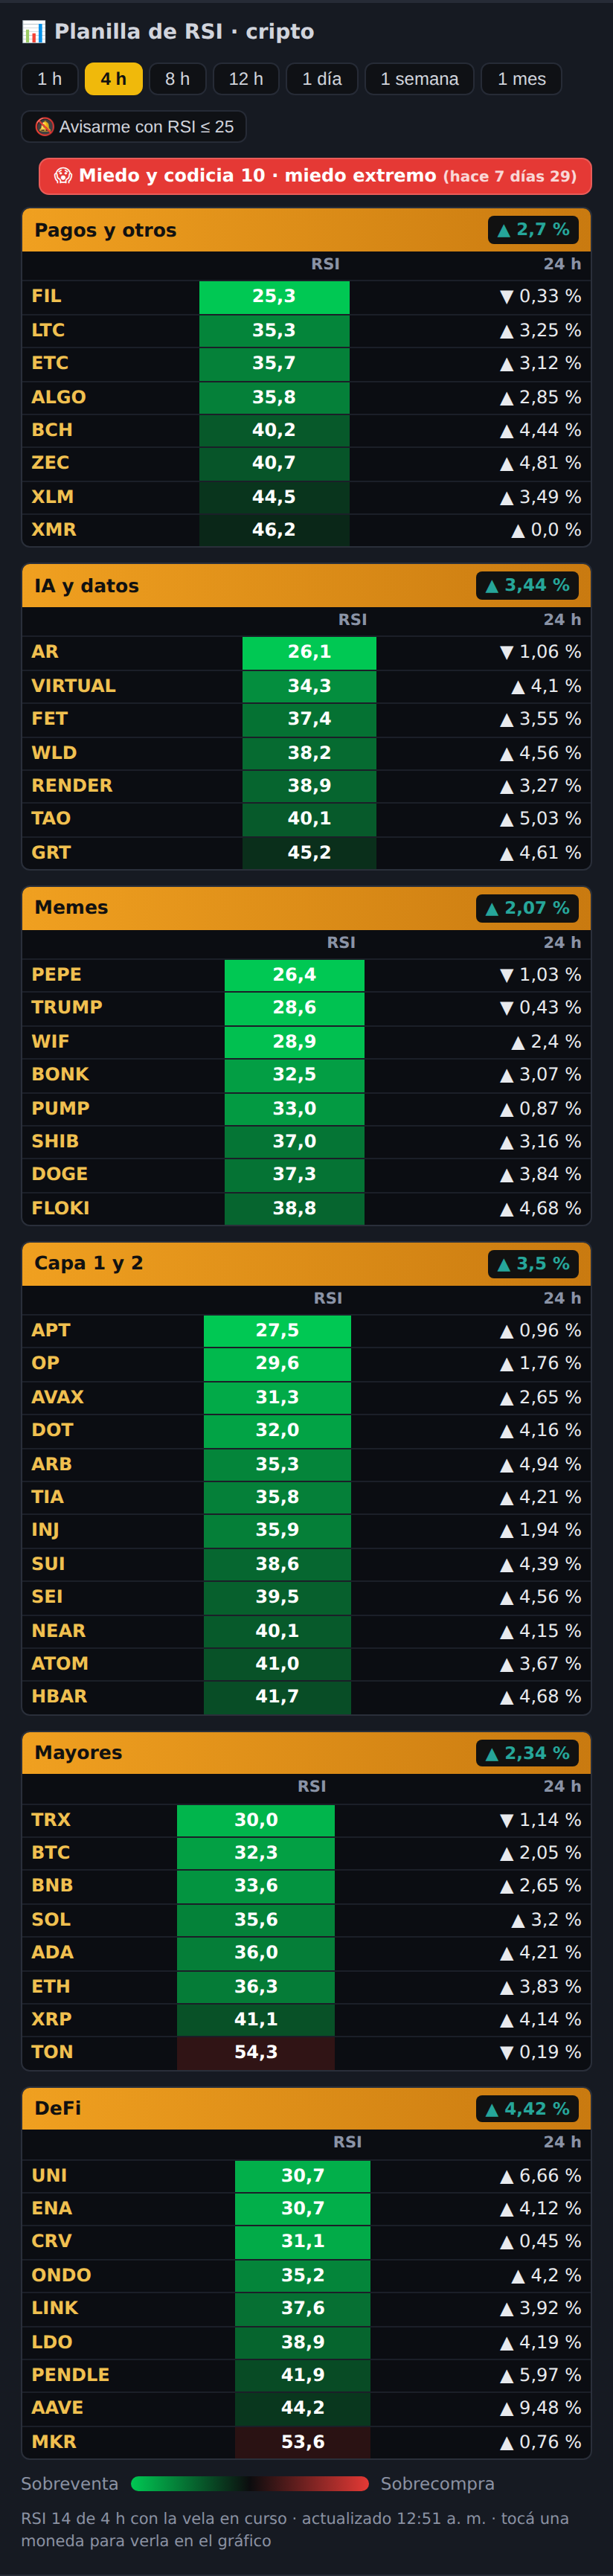 📊 Planilla de RSI · cripto
1 h 4 h 8 h 12 h 1 día 1 semana 1 mes
🔕 Avisarme con RSI ≤ 25
😱 Miedo y codicia 10 · miedo extremo (hace 7 días 29)
Pagos y otros ▲ 2,7 %
RSI 24 h
FIL 25,3 ▼ 0,33 %
LTC 35,3 ▲ 3,25 %
ETC 35,7 ▲ 3,12 %
ALGO 35,8 ▲ 2,85 %
BCH 40,2 ▲ 4,44 %
ZEC 40,7 ▲ 4,81 %
XLM 44,5 ▲ 3,49 %
XMR 46,2 ▲ 0,0 %
IA y datos ▲ 3,44 %
RSI 24 h
AR 26,1 ▼ 1,06 %
VIRTUAL 34,3 ▲ 4,1 %
FET 37,4 ▲ 3,55 %
WLD 38,2 ▲ 4,56 %
RENDER 38,9 ▲ 3,27 %
TAO 40,1 ▲ 5,03 %
GRT 45,2 ▲ 4,61 %
Memes ▲ 2,07 %
RSI 24 h
PEPE 26,4 ▼ 1,03 %
TRUMP 28,6 ▼ 0,43 %
WIF 28,9 ▲ 2,4 %
BONK 32,5 ▲ 3,07 %
PUMP 33,0 ▲ 0,87 %
SHIB 37,0 ▲ 3,16 %
DOGE 37,3 ▲ 3,84 %
FLOKI 38,8 ▲ 4,68 %
Capa 1 y 2 ▲ 3,5 %
RSI 24 h
APT 27,5 ▲ 0,96 %
OP 29,6 ▲ 1,76 %
AVAX 31,3 ▲ 2,65 %
DOT 32,0 ▲ 4,16 %
ARB 35,3 ▲ 4,94 %
TIA 35,8 ▲ 4,21 %
INJ 35,9 ▲ 1,94 %
SUI 38,6 ▲ 4,39 %
SEI 39,5 ▲ 4,56 %
NEAR 40,1 ▲ 4,15 %
ATOM 41,0 ▲ 3,67 %
HBAR 41,7 ▲ 4,68 %
Mayores ▲ 2,34 %
RSI 24 h
TRX 30,0 ▼ 1,14 %
BTC 32,3 ▲ 2,05 %
BNB 33,6 ▲ 2,65 %
SOL 35,6 ▲ 3,2 %
ADA 36,0 ▲ 4,21 %
ETH 36,3 ▲ 3,83 %
XRP 41,1 ▲ 4,14 %
TON 54,3 ▼ 0,19 %
DeFi ▲ 4,42 %
RSI 24 h
UNI 30,7 ▲ 6,66 %
ENA 30,7 ▲ 4,12 %
CRV 31,1 ▲ 0,45 %
ONDO 35,2 ▲ 4,2 %
LINK 37,6 ▲ 3,92 %
LDO 38,9 ▲ 4,19 %
PENDLE 41,9 ▲ 5,97 %
AAVE 44,2 ▲ 9,48 %
MKR 53,6 ▲ 0,76 %
Sobreventa Sobrecompra
RSI 14 de 4 h con la vela en curso · actualizado 12:51 a. m. · tocá una
moneda para verla en el gráfico